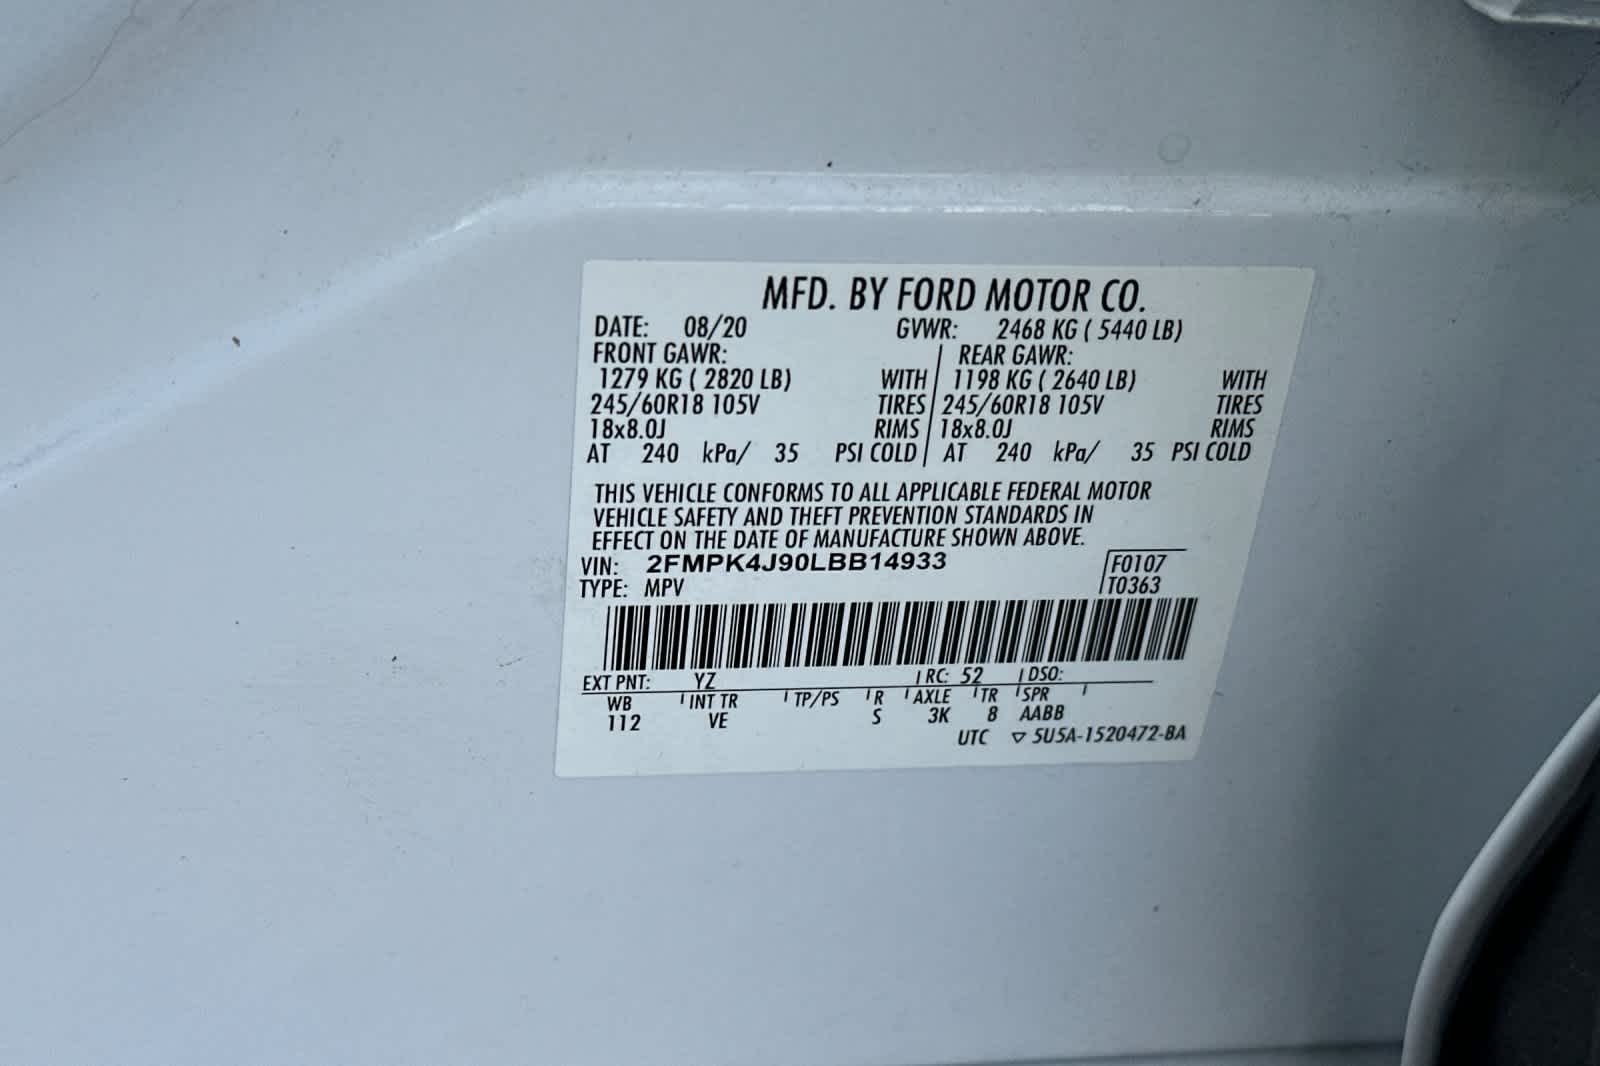 MFD. BY FORD MOTOR CO.
DATE: 08/20 GVWR: 2468 KG ( 5440 LB)
FRONT GAWR: REAR GAWR:
1279 KG ( 2820 LB) WITH 1198 KG ( 2640 LB) WITH
245/60R18 105V TIRES 245/60R18 105V TIRES
18x8.0J RIMS 18x8.0J RIMS
AT 240 kPa/ 35 PSI COLD AT 240 kPa/ 35 PSI COLD
THIS VEHICLE CONFORMS TO ALL APPLICABLE FEDERAL MOTOR
VEHICLE SAFETY AND THEFT PREVENTION STANDARDS IN
EFFECT ON THE DATE OF MANUFACTURE SHOWN ABOVE.
VIN: 2FMPK4J90LBB14933 F0107
TYPE: MPV T0363
EXT PNT: YZ RC: 52 DSO:
WB INT TR TP/PS R AXLE TR SPR
112 VE S 3K 8 AABB
UTC ▽ 5U5A-1520472-BA